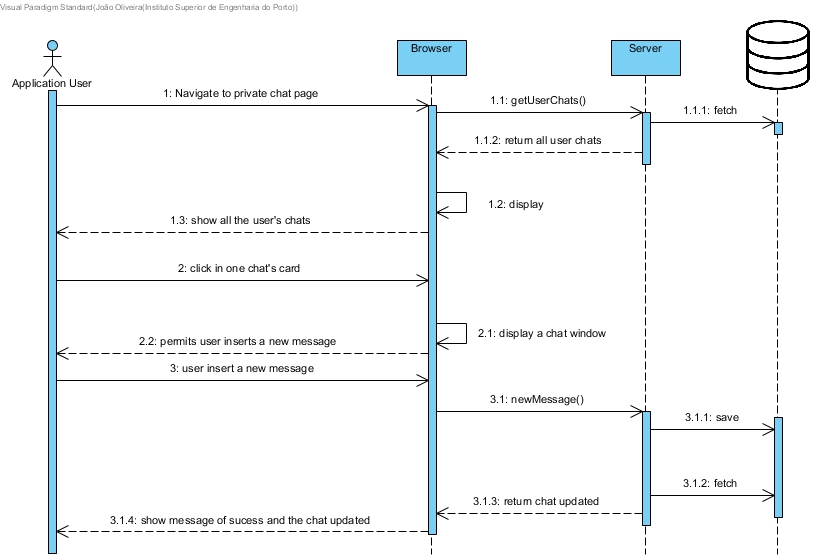 Visual Paradigm Standard(João Oliveira(Instituto Superior de Engenharia do Porto))
Browser
Server
Application User
1: Navigate to private chat page
1.1: getUserChats()
1.1.1: fetch
1.1.2: return all user chats
1.2: display
1.3: show all the user's chats
2: click in one chat's card
2.1: display a chat window
2.2: permits user inserts a new message
3: user insert a new message
3.1: newMessage()
3.1.1: save
3.1.2: fetch
3.1.3: return chat updated
3.1.4: show message of sucess and the chat updated